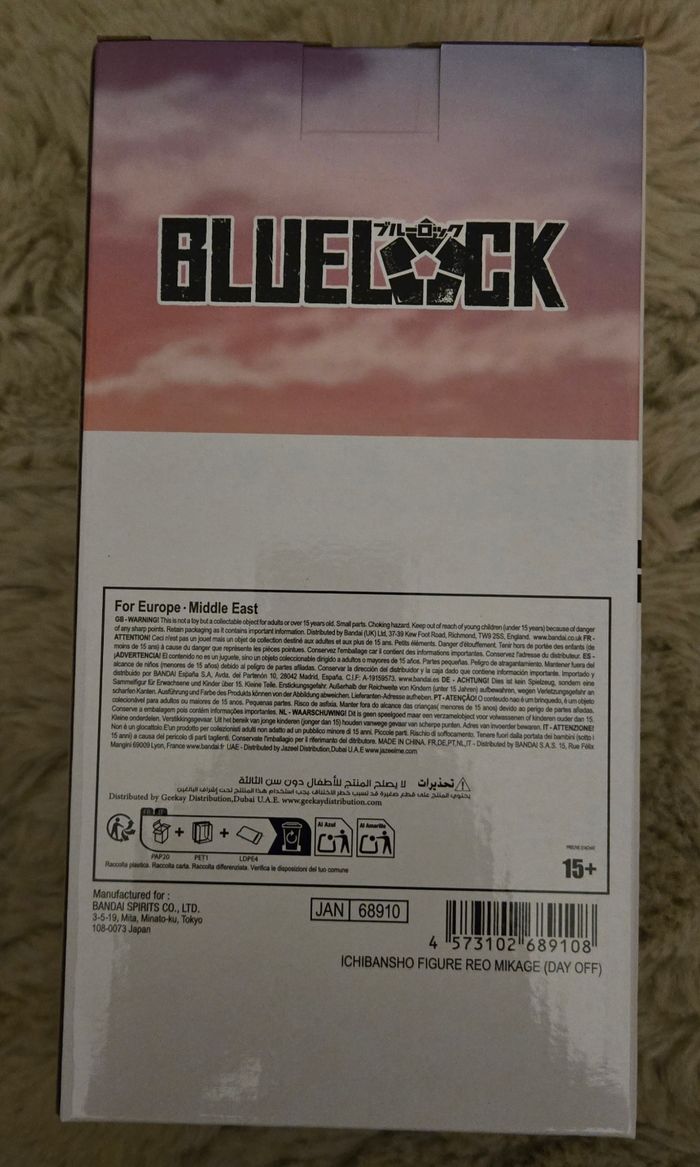 ブルーロック
BLUELOCK
For Europe · Middle East
GB - WARNING! This is not a toy but a collectable object for adults or over 15 years old. Small parts. Choking hazard. Keep out of reach of young children (under 15 years) because of danger
of any sharp points. Retain packaging as it contains important information. Distributed by Bandai (UK) Ltd, 37-39 Kew Foot Road, Richmond, TW9 2SS, England. www.bandai.co.uk FR -
ATTENTION! Ceci n'est pas un jouet mais un objet de collection destiné aux adultes et aux plus de 15 ans. Petits éléments. Danger d'étouffement. Tenir hors de portée des enfants (de
moins de 15 ans) à cause du danger que représente les pièces pointues. Conservez l'emballage car il contient des informations importantes. Conservez l'adresse du distributeur. ES -
¡ADVERTENCIA! El contenido no es un juguete, sino un objeto coleccionable dirigido a mayores de 15 años. Partes pequeñas. Peligro de atragantamiento. Mantener fuera del
alcance de niños (menores de 15 años) debido al peligro de partes afiladas. Conservar la dirección del distribuidor y la caja dado que contiene información importante. Importado y
distribuido por BANDAI España S.A, Avda. del Partenón 10, 28042 Madrid, España. C.I.F: A-19159573. www.bandai.es DE - ACHTUNG! Dies ist kein Spielzeug, sondern eine
Sammelfigur für Erwachsene und Kinder über 15. Kleine Teile. Erstickungsgefahr. Außerhalb der Reichweite von Kindern (unter 15 Jahren) aufbewahren, wegen Verletzungsgefahr an
scharfen Kanten. Ausführung und Farbe des Produkts können von der Abbildung abweichen. Lieferanten-Adresse aufheben. PT - ATENÇÃO! O conteúdo nao é um brinquedo, é um objeto
colecionável para adultos ou maiores de 15 anos. Pequenas partes. Risco de asfixia. Manter fora do alcance das crianças( menores de 15 anos) devido ao perigo de partes afiladas.
Conserve a embalagem pois contém informações importantes. NL - WAARSCHUWING! Dit is geen speelgoed maar een verzamelobject voor volwassenen of kinderen ouder dan 15.
Kleine onderdelen. Verstikkingsgevaar. Uit het bereik van jonge kinderen (jonger dan 15) houden vanwege gevaar van scherpe punten. Adres van invoerder bewaren. IT - ATTENZIONE!
Non è un giocattolo E'un prodotto per collezionisti adulti non adatto ad un pubblico minore di 15 anni. Piccole parti. Rischio di soffocamento. Tenere fuori dalla portata dei bambini (sotto i
15 anni) a causa del pericolo di parti taglienti. Conservate l'imballagio per il riferimento del distributore. MADE IN CHINA. FR,DE,PT,NL,IT - Distributed by BANDAI S.A.S. 15, Rue Félix
Mangini 69009 Lyon, France www.bandai.fr UAE - Distributed by Jazeel Distribution,Dubai U.A.E www.jazeelme.com
تحذيرات لا يصلح المنتج للأطفال دون سن الثالثة
يحتوي المنتج على قطع صغيرة قد تسبب خطر الاختناق يجب استخدام هذا المنتج تحت إشراف البالغين
Distributed by Geekay Distribution,Dubai U.A.E. www.geekaydistribution.com
FR IT
PAP20 + PET1 + LDPE4
Al Azul
Al Amarillo
Raccolta plastica. Raccolta carta. Raccolta differenziata. Verifica le disposizioni del tuo comune
15+
Manufactured for :
BANDAI SPIRITS CO., LTD.
3-5-19, Mita, Minato-ku, Tokyo
108-0073 Japan
JAN 68910
4 573102 689108
ICHIBANSHO FIGURE REO MIKAGE (DAY OFF)